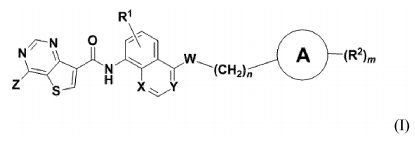 R¹
N N O
Z S N H X Y W (CH₂)ₙ A (R²)ₘ
(I)